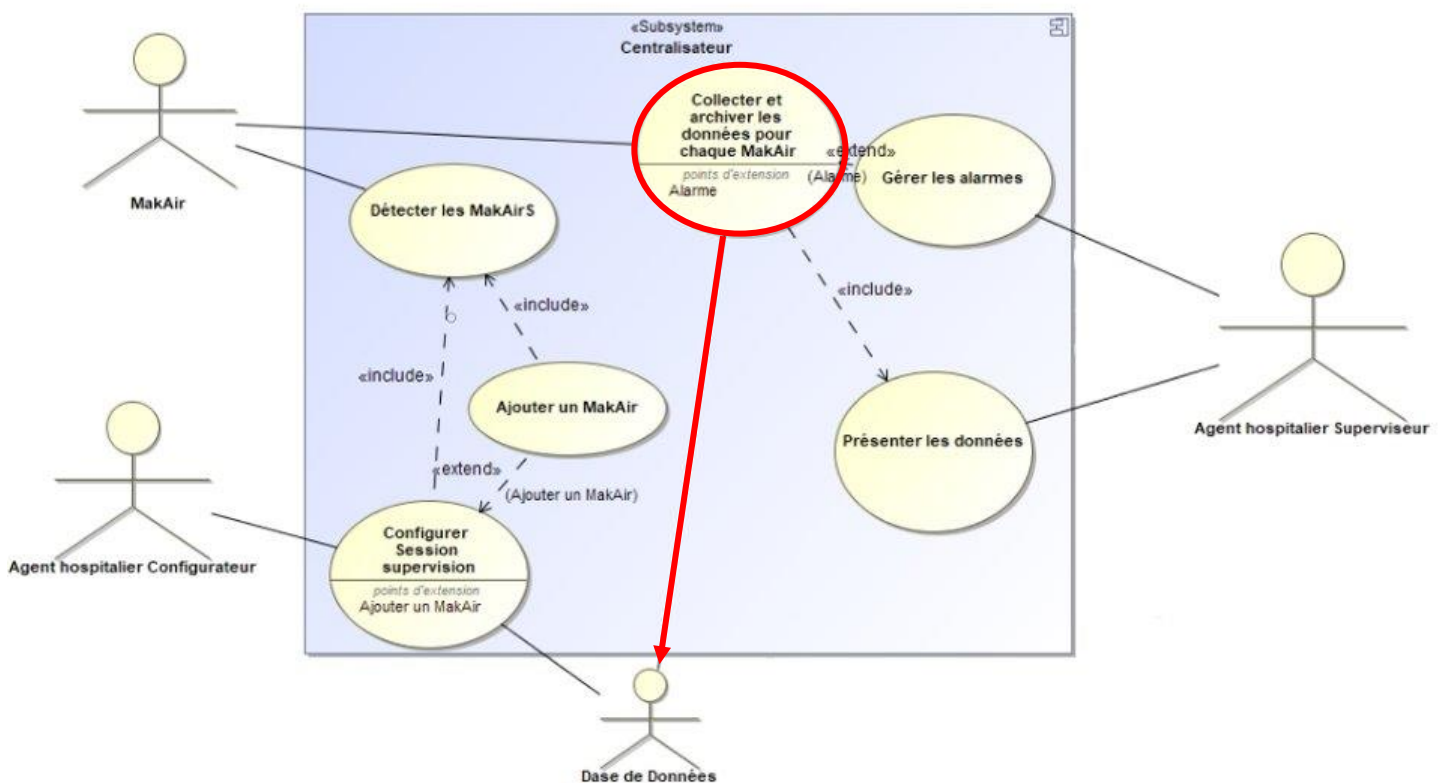 «Subsystem»
Centralisateur
Collecter et
archiver les
données pour
chaque MakAir
points d'extension
Alarme
«extend»
(Alarme)
Gérer les alarmes
MakAir
Détecter les MakAirS
«include»
«include»
«include»
Ajouter un MakAir
Présenter les données
Agent hospitalier Superviseur
«extend»
(Ajouter un MakAir)
Configurer
Session
supervision
points d'extension
Ajouter un MakAir
Agent hospitalier Configurateur
Dase de Données